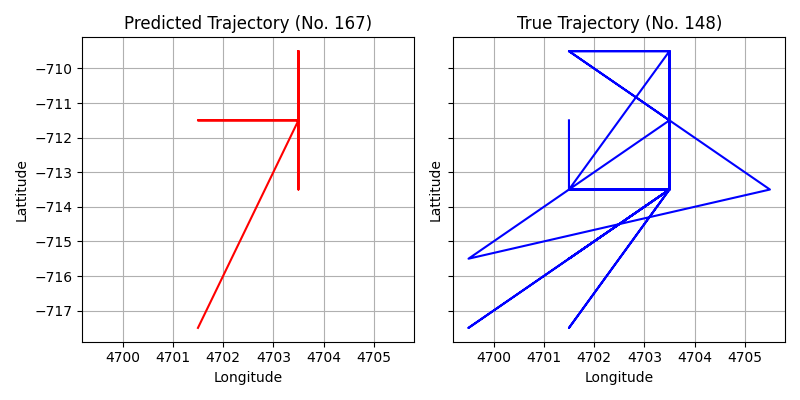 Predicted Trajectory (No. 167)
True Trajectory (No. 148)
−710
−711
−712
−713
−714
−715
−716
−717
Lattitude
Lattitude
4700 4701 4702 4703 4704 4705
4700 4701 4702 4703 4704 4705
Longitude
Longitude